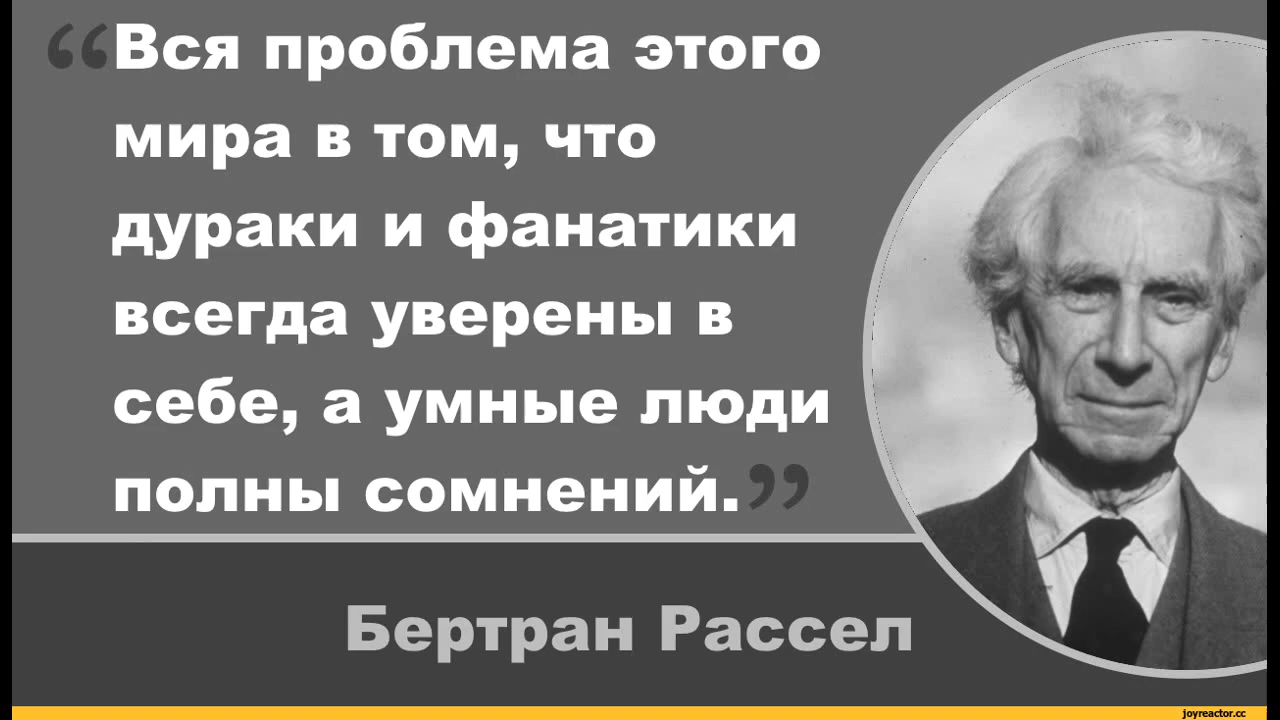 “Вся проблема этого
мира в том, что
дураки и фанатики
всегда уверены в
себе, а умные люди
полны сомнений.”
Бертран Рассел
joyreactor.cc